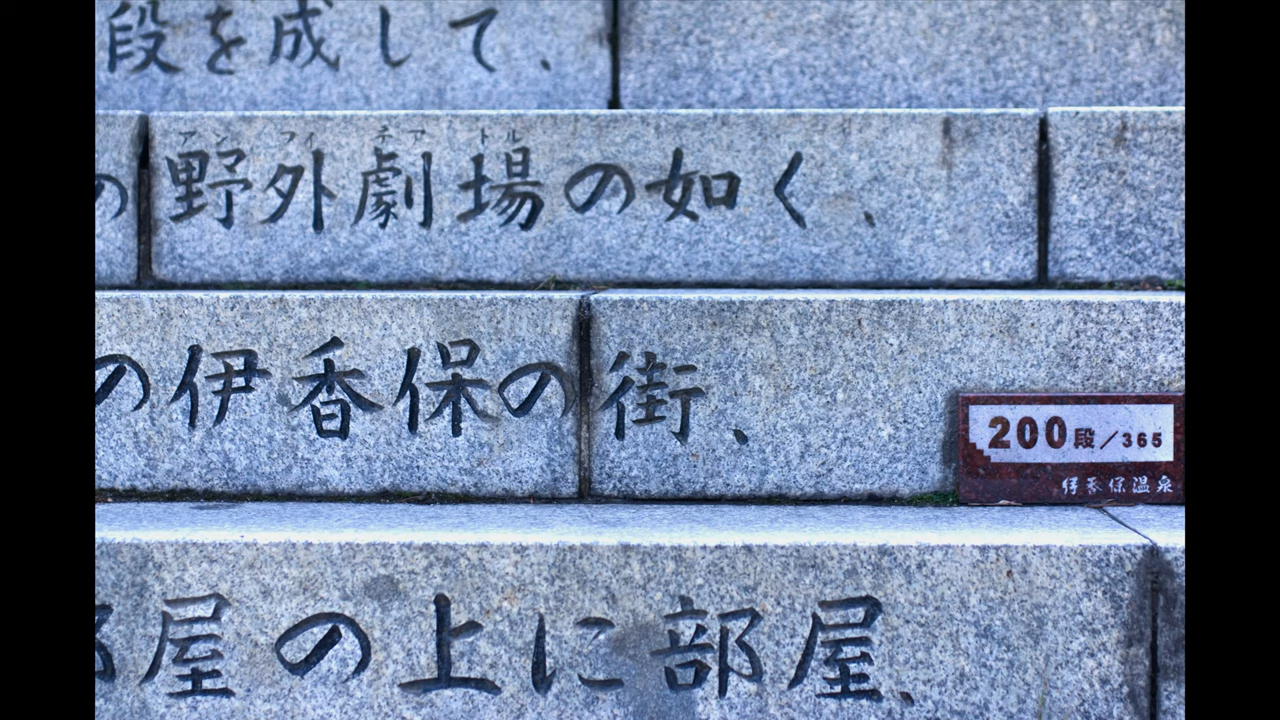 段を成して、
アンフィチアトル
の野外劇場の如く、
の伊香保の街、
200段/365
伊香保温泉
屋の上に部屋、